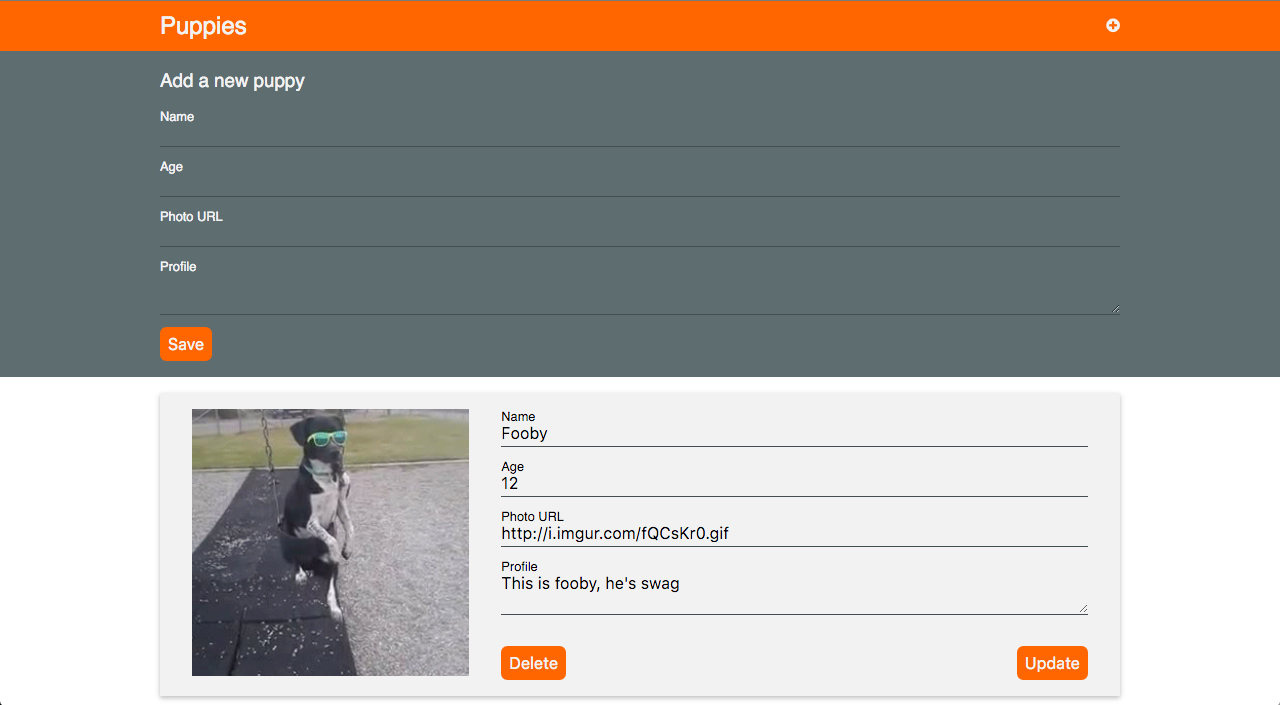 Puppies
Add a new puppy
Name
Age
Photo URL
Profile
Save
Name
Fooby
Age
12
Photo URL
http://i.imgur.com/fQCsKr0.gif
Profile
This is fooby, he's swag
Delete
Update